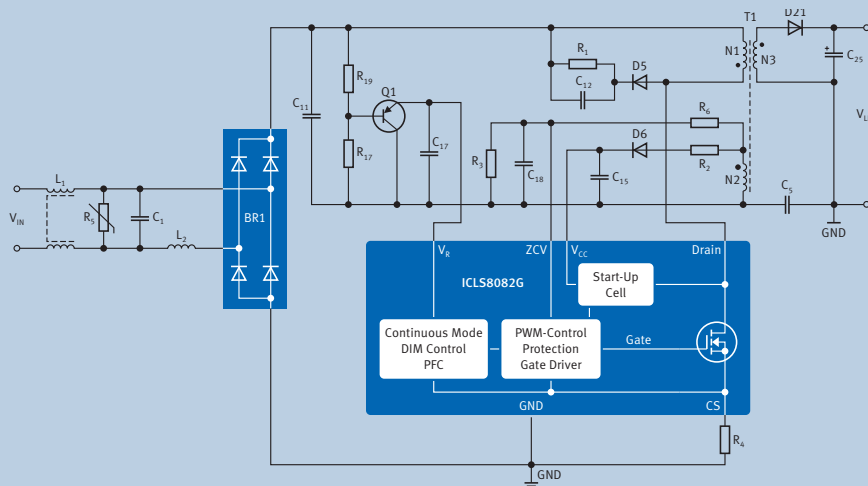 T1
D21
N1
N3
C25
R1
D5
C12
R19
Q1
C11
R17
C17
R6
D6
R3
C18
R2
C15
N2
C5
VL
GND
L1
VIN
R5
C1
L2
BR1
VR
ZCV
VCC
Drain
ICLS8082G
Start-Up
Cell
Continuous Mode
DIM Control
PFC
PWM-Control
Protection
Gate Driver
Gate
GND
CS
R4
GND